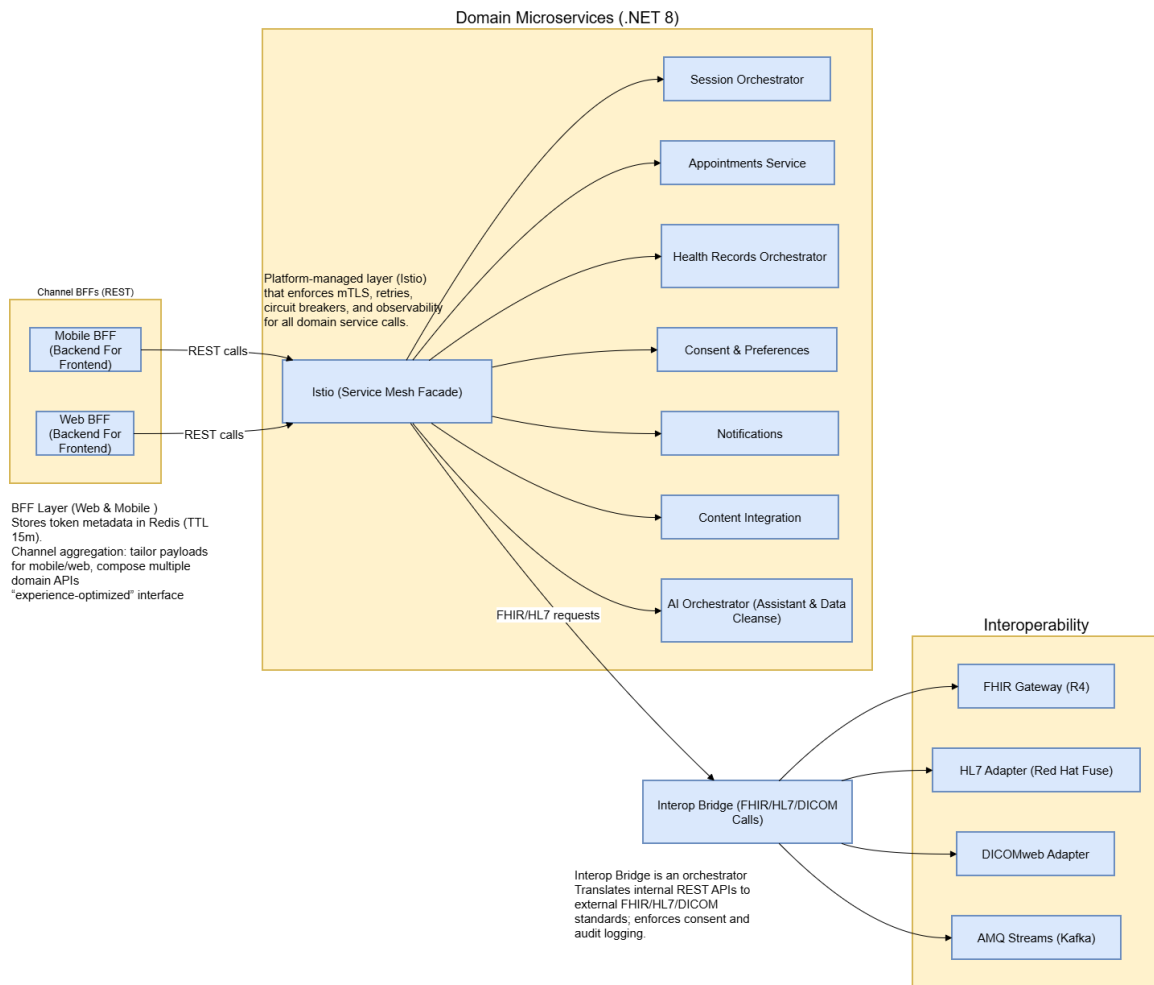 Domain Microservices (.NET 8)
Session Orchestrator
Appointments Service
Health Records Orchestrator
Platform-managed layer (Istio)
that enforces mTLS, retries,
circuit breakers, and observability
for all domain service calls.
Channel BFFs (REST)
Mobile BFF
(Backend For
Frontend)
REST calls
Consent & Preferences
Istio (Service Mesh Facade)
Web BFF
(Backend For
Frontend)
REST calls
Notifications
BFF Layer (Web & Mobile )
Stores token metadata in Redis (TTL
15m).
Channel aggregation: tailor payloads
for mobile/web, compose multiple
domain APIs
“experience-optimized” interface
Content Integration
AI Orchestrator (Assistant & Data
Cleanse)
FHIR/HL7 requests
Interoperability
FHIR Gateway (R4)
HL7 Adapter (Red Hat Fuse)
Interop Bridge (FHIR/HL7/DICOM
Calls)
DICOMweb Adapter
Interop Bridge is an orchestrator
Translates internal REST APIs to
external FHIR/HL7/DICOM
standards; enforces consent and
audit logging.
AMQ Streams (Kafka)